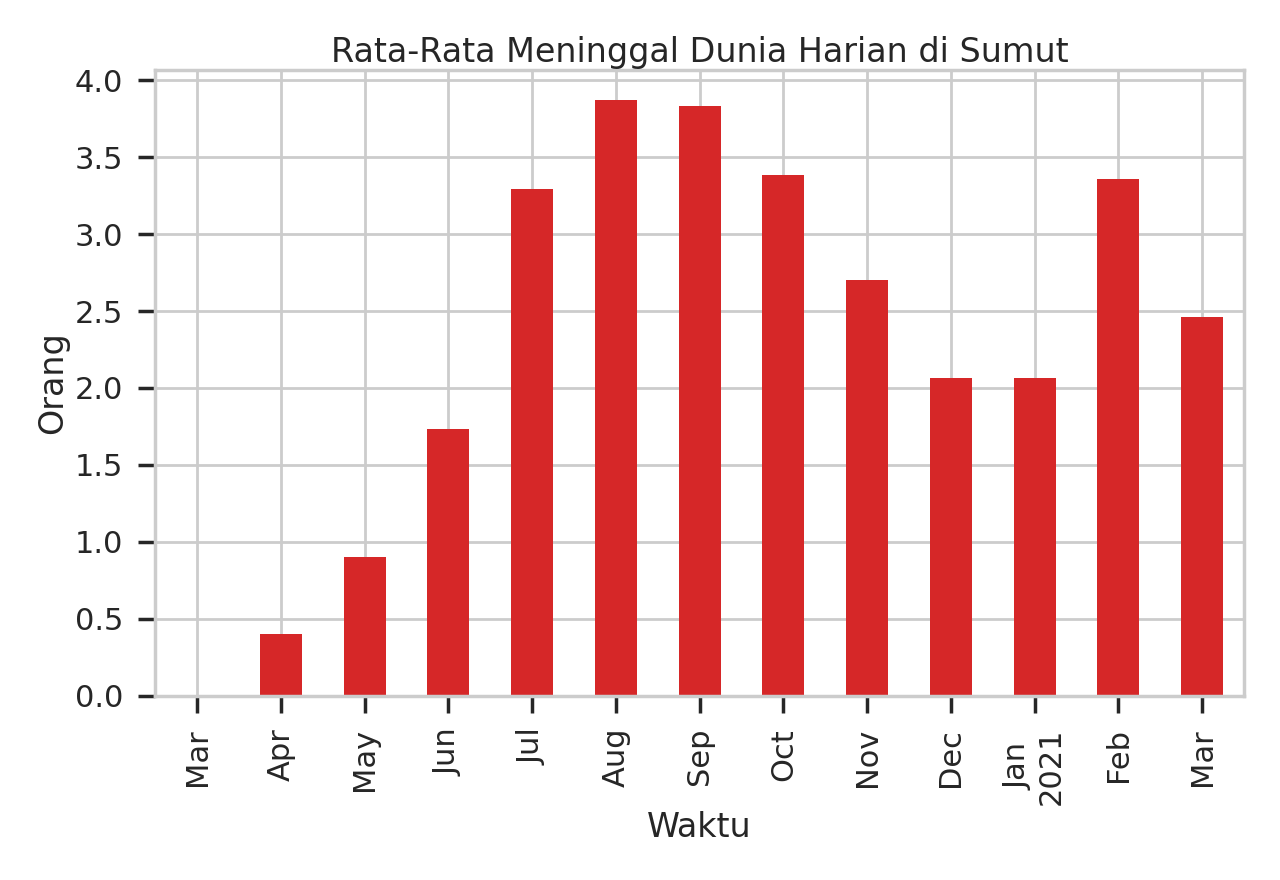 Rata-Rata Meninggal Dunia Harian di Sumut
4.0
3.5
3.0
2.5
2.0
1.5
1.0
0.5
0.0
Orang
Mar
Apr
May
Jun
Jul
Aug
Sep
Oct
Nov
Dec
Jan
2021
Feb
Mar
Waktu